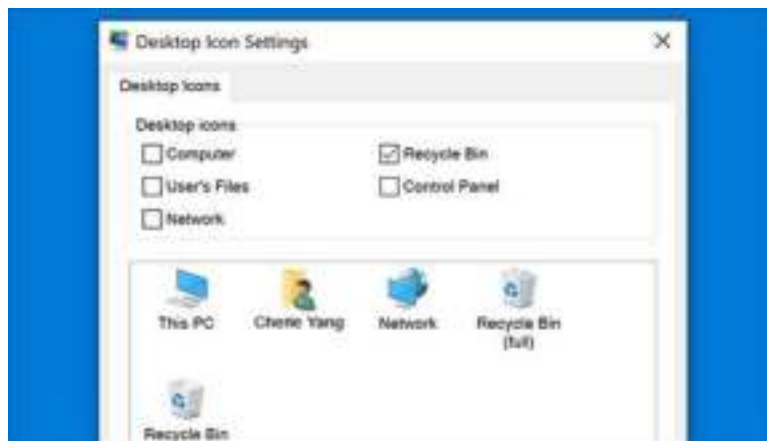 Desktop Icon Settings
Desktop Icons
Desktop icons
Computer
Recycle Bin
User's Files
Control Panel
Network
This PC
Cherie Yang
Network
Recycle Bin
(full)
Recycle Bin